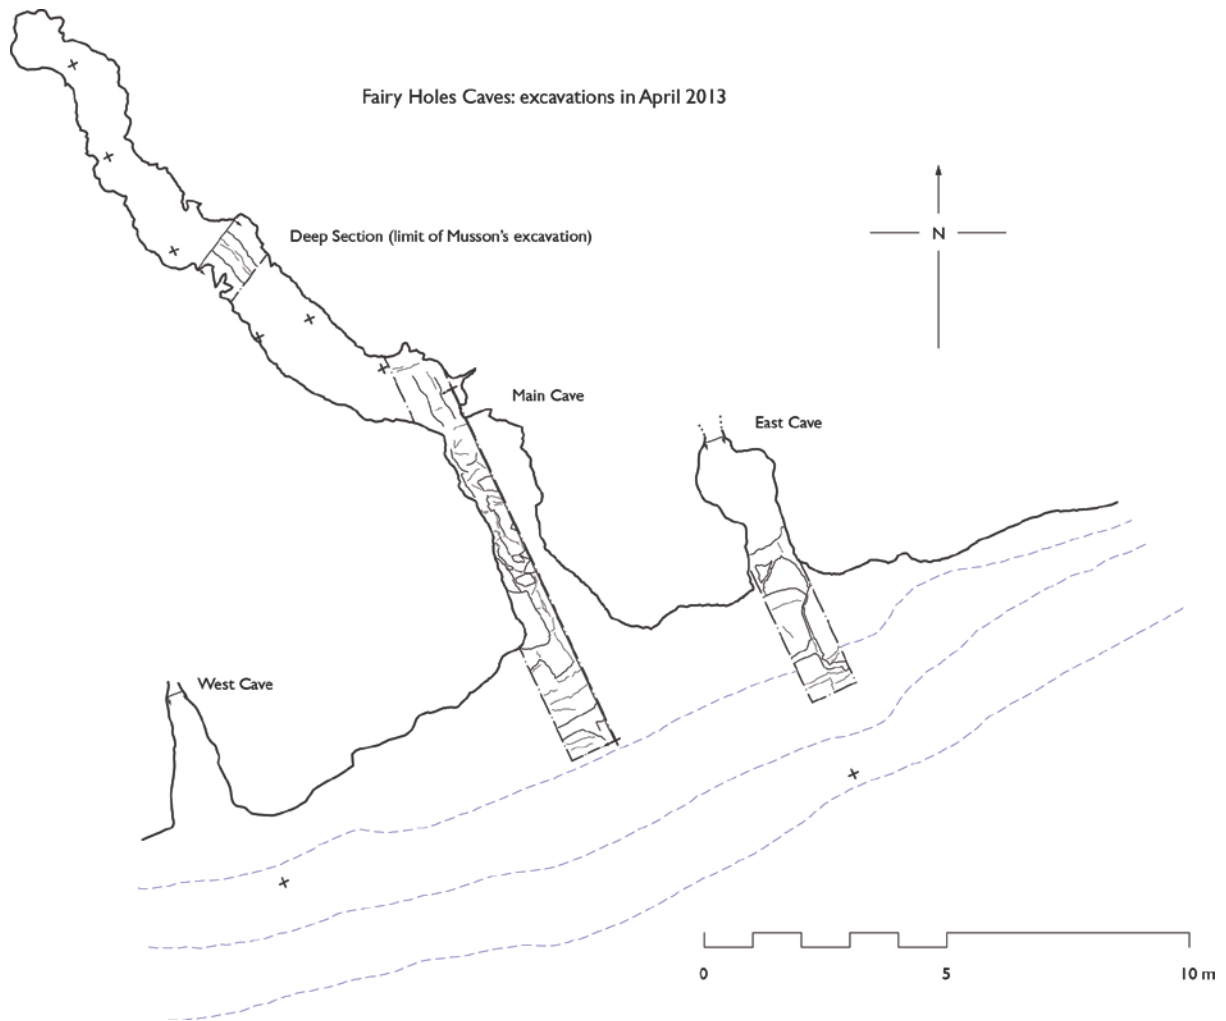 Fairy Holes Caves: excavations in April 2013
N
Deep Section (limit of Musson's excavation)
Main Cave
East Cave
West Cave
0 5 10 m